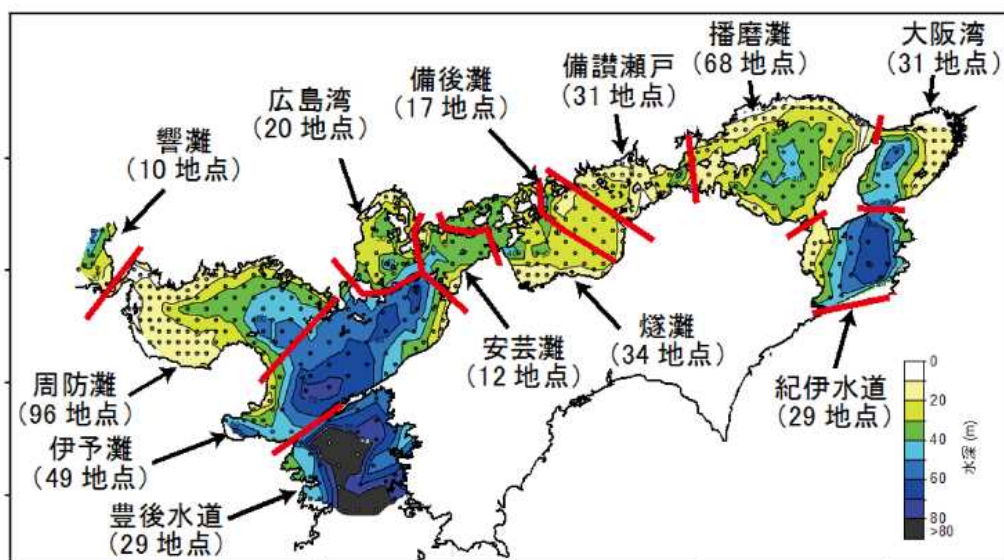 播磨灘
(68 地点)
大阪湾
(31 地点)
備後灘
(17 地点)
備讃瀬戸
(31 地点)
広島湾
(20 地点)
響灘
(10 地点)
安芸灘
(12 地点)
燧灘
(34 地点)
紀伊水道
(29 地点)
周防灘
(96 地点)
伊予灘
(49 地点)
豊後水道
(29 地点)
0
20
40
60
80
>80
水深 (m)